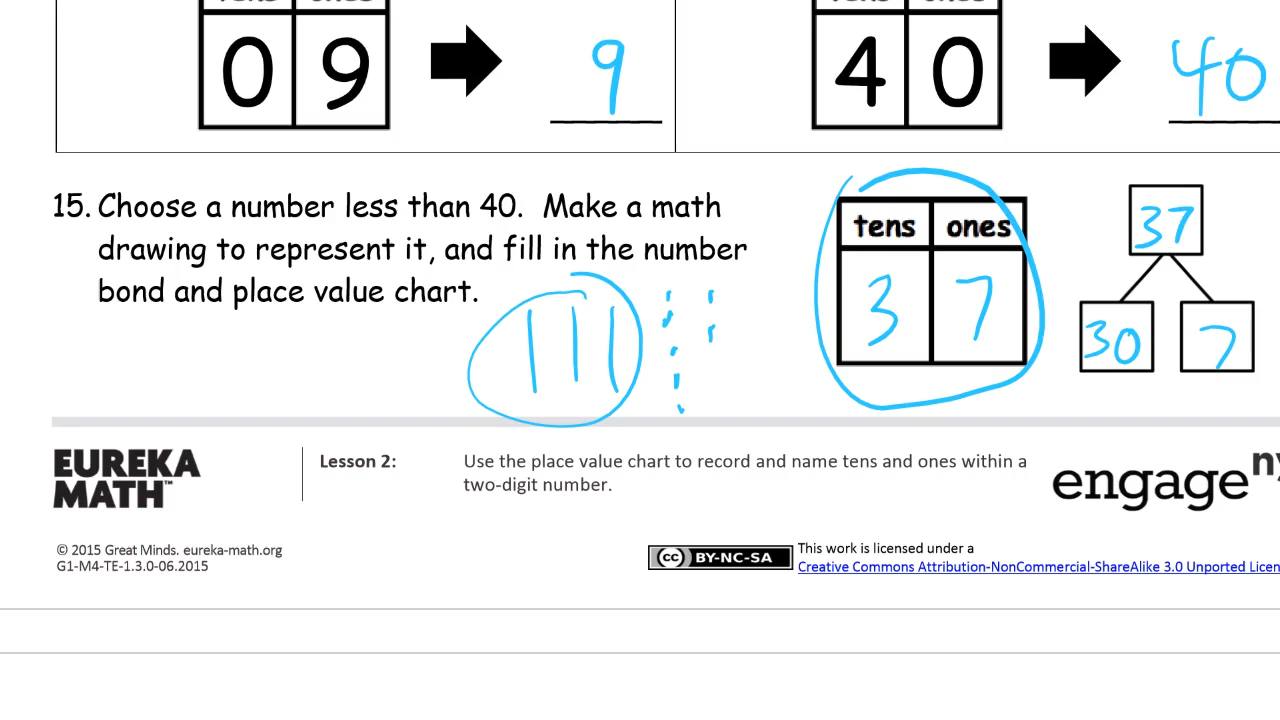 0 9 9 4 0 40
15. Choose a number less than 40. Make a math
drawing to represent it, and fill in the number
bond and place value chart.
tens ones
3 7
37
30 7
EUREKA
MATH™
Lesson 2:
Use the place value chart to record and name tens and ones within a
two-digit number.
engage ny
© 2015 Great Minds. eureka-math.org
G1-M4-TE-1.3.0-06.2015
cc BY-NC-SA
This work is licensed under a
Creative Commons Attribution-NonCommercial-ShareAlike 3.0 Unported Licen